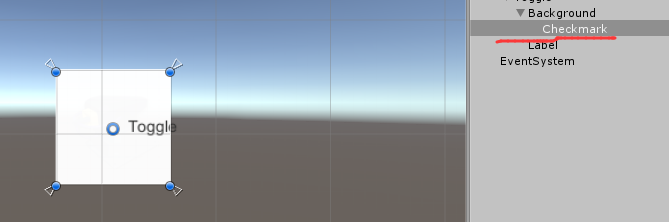 Background
Checkmark
Label
EventSystem
Toggle